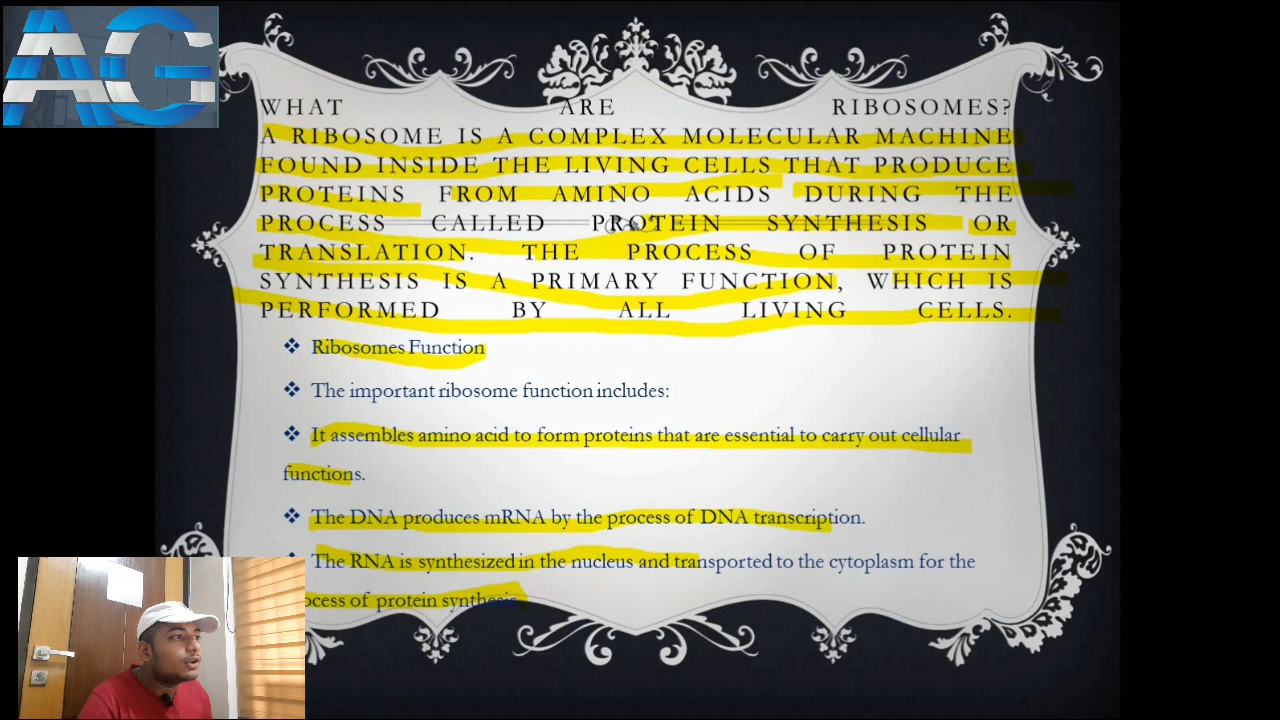 AG
WHAT ARE RIBOSOMES?
A RIBOSOME IS A COMPLEX MOLECULAR MACHINE
FOUND INSIDE THE LIVING CELLS THAT PRODUCE
PROTEINS FROM AMINO ACIDS DURING THE
PROCESS CALLED PROTEIN SYNTHESIS OR
TRANSLATION. THE PROCESS OF PROTEIN
SYNTHESIS IS A PRIMARY FUNCTION, WHICH IS
PERFORMED BY ALL LIVING CELLS.
Ribosomes Function
The important ribosome function includes:
It assembles amino acid to form proteins that are essential to carry out cellular
functions.
The DNA produces mRNA by the process of DNA transcription.
The RNA is synthesized in the nucleus and transported to the cytoplasm for the
ocess of protein synthesis.